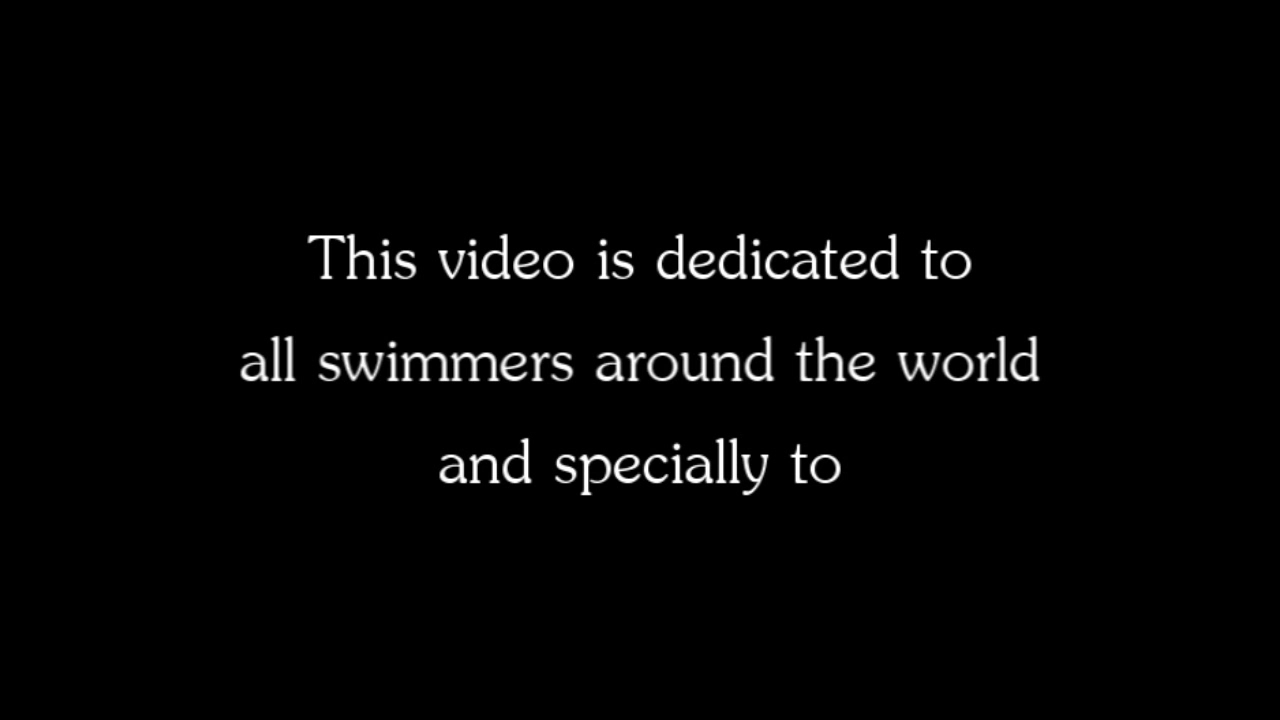 This video is dedicated to
all swimmers around the world
and specially to